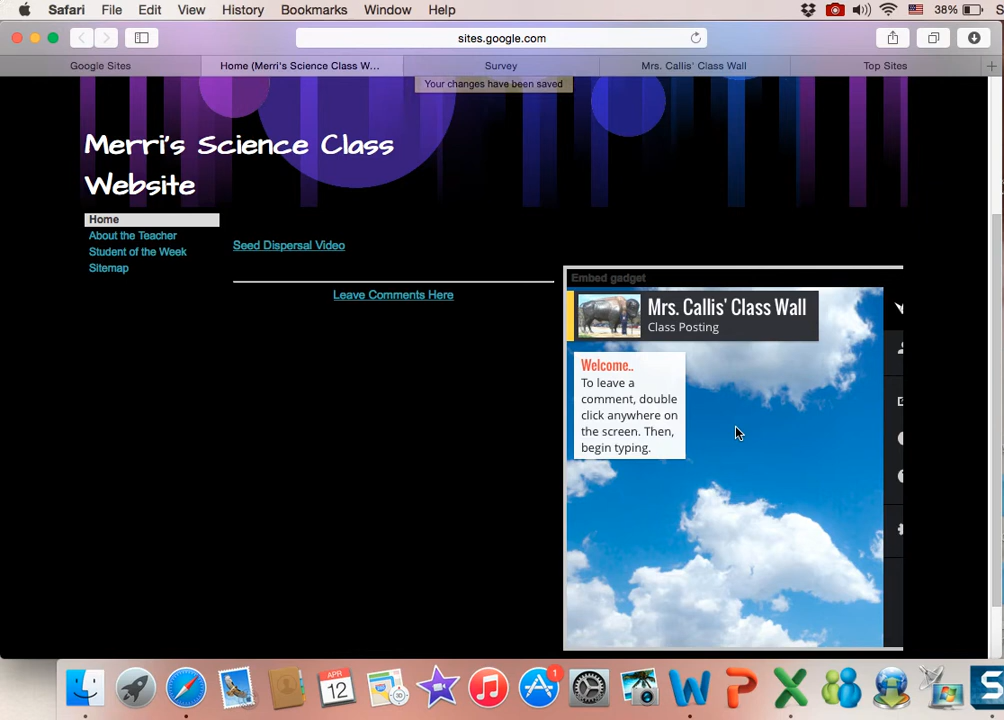 Safari File Edit View History Bookmarks Window Help 38%
sites.google.com
Google Sites Home (Merri's Science Class W... Survey Mrs. Callis' Class Wall Top Sites
Your changes have been saved
Merri's Science Class
Website
Home
About the Teacher
Student of the Week
Sitemap
Seed Dispersal Video
Leave Comments Here
Embed gadget
Mrs. Callis' Class Wall
Class Posting
Welcome..
To leave a
comment, double
click anywhere on
the screen. Then,
begin typing.
APR
12
1